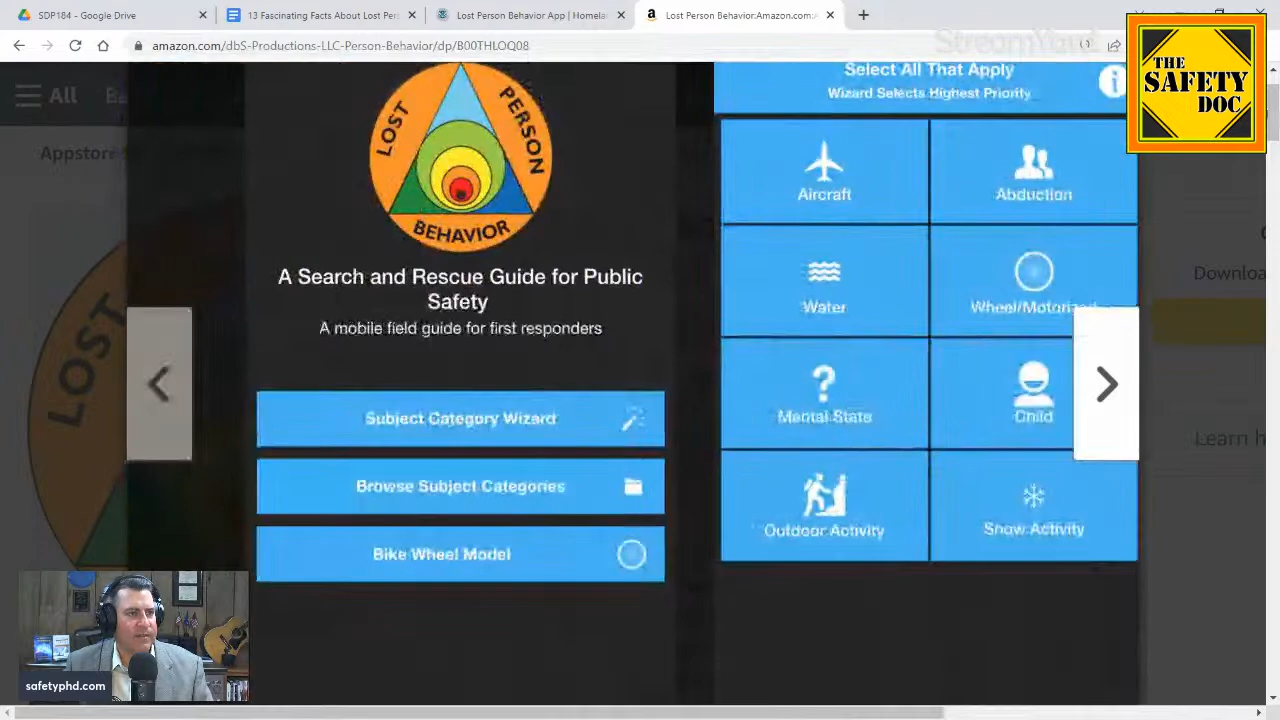 SDP184 - Google Drive
13 Fascinating Facts About Lost
Lost Person Behavior App | Homela
Lost Person Behavior:Amazon.com:
amazon.com/dbS-Productions-LLC-Person-Behavior/dp/B00THLOQ08
StreamYard
THE
SAFETY
DOC
All
Appstore
LOST
PERSON
BEHAVIOR
A Search and Rescue Guide for Public
Safety
A mobile field guide for first responders
Subject Category Wizard
Browse Subject Categories
Bike Wheel Model
Select All That Apply
Wizard Selects Highest Priority
Aircraft
Abduction
Water
Wheel/Motorized
Mental State
Child
Outdoor Activity
Snow Activity
LOST
Downloa
Learn h
safetyphd.com